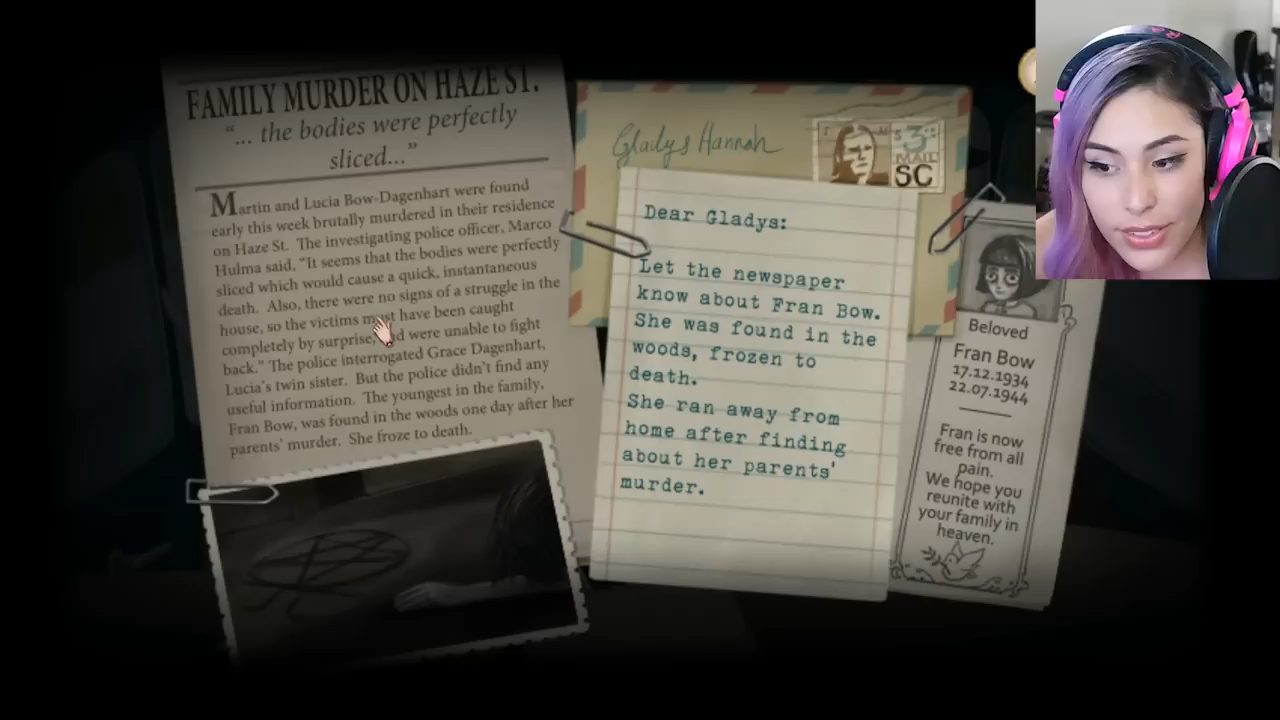 FAMILY MURDER ON HAZE ST.
"... the bodies were perfectly
sliced..."
Martin and Lucia Bow-Dagenhart were found
early this week brutally murdered in their residence
on Haze St. The investigating police officer, Marco
Hulma said, "It seems that the bodies were perfectly
sliced which would cause a quick, instantaneous
death. Also, there were no signs of a struggle in the
house, so the victims must have been caught
completely by surprise, and were unable to fight
back." The police interrogated Grace Dagenhart,
Lucia's twin sister. But the police didn't find any
useful information. The youngest in the family,
Fran Bow, was found in the woods one day after her
parents' murder. She froze to death.
Gladys Hannah
3
MAIL
SC
Dear Gladys:
Let the newspaper
know about Fran Bow.
She was found in the
woods, frozen to
death.
She ran away from
home after finding
about her parents'
murder.
Beloved
Fran Bow
17.12.1934
22.07.1944
Fran is now
free from all
pain.
We hope you
reunite with
your family in
heaven.